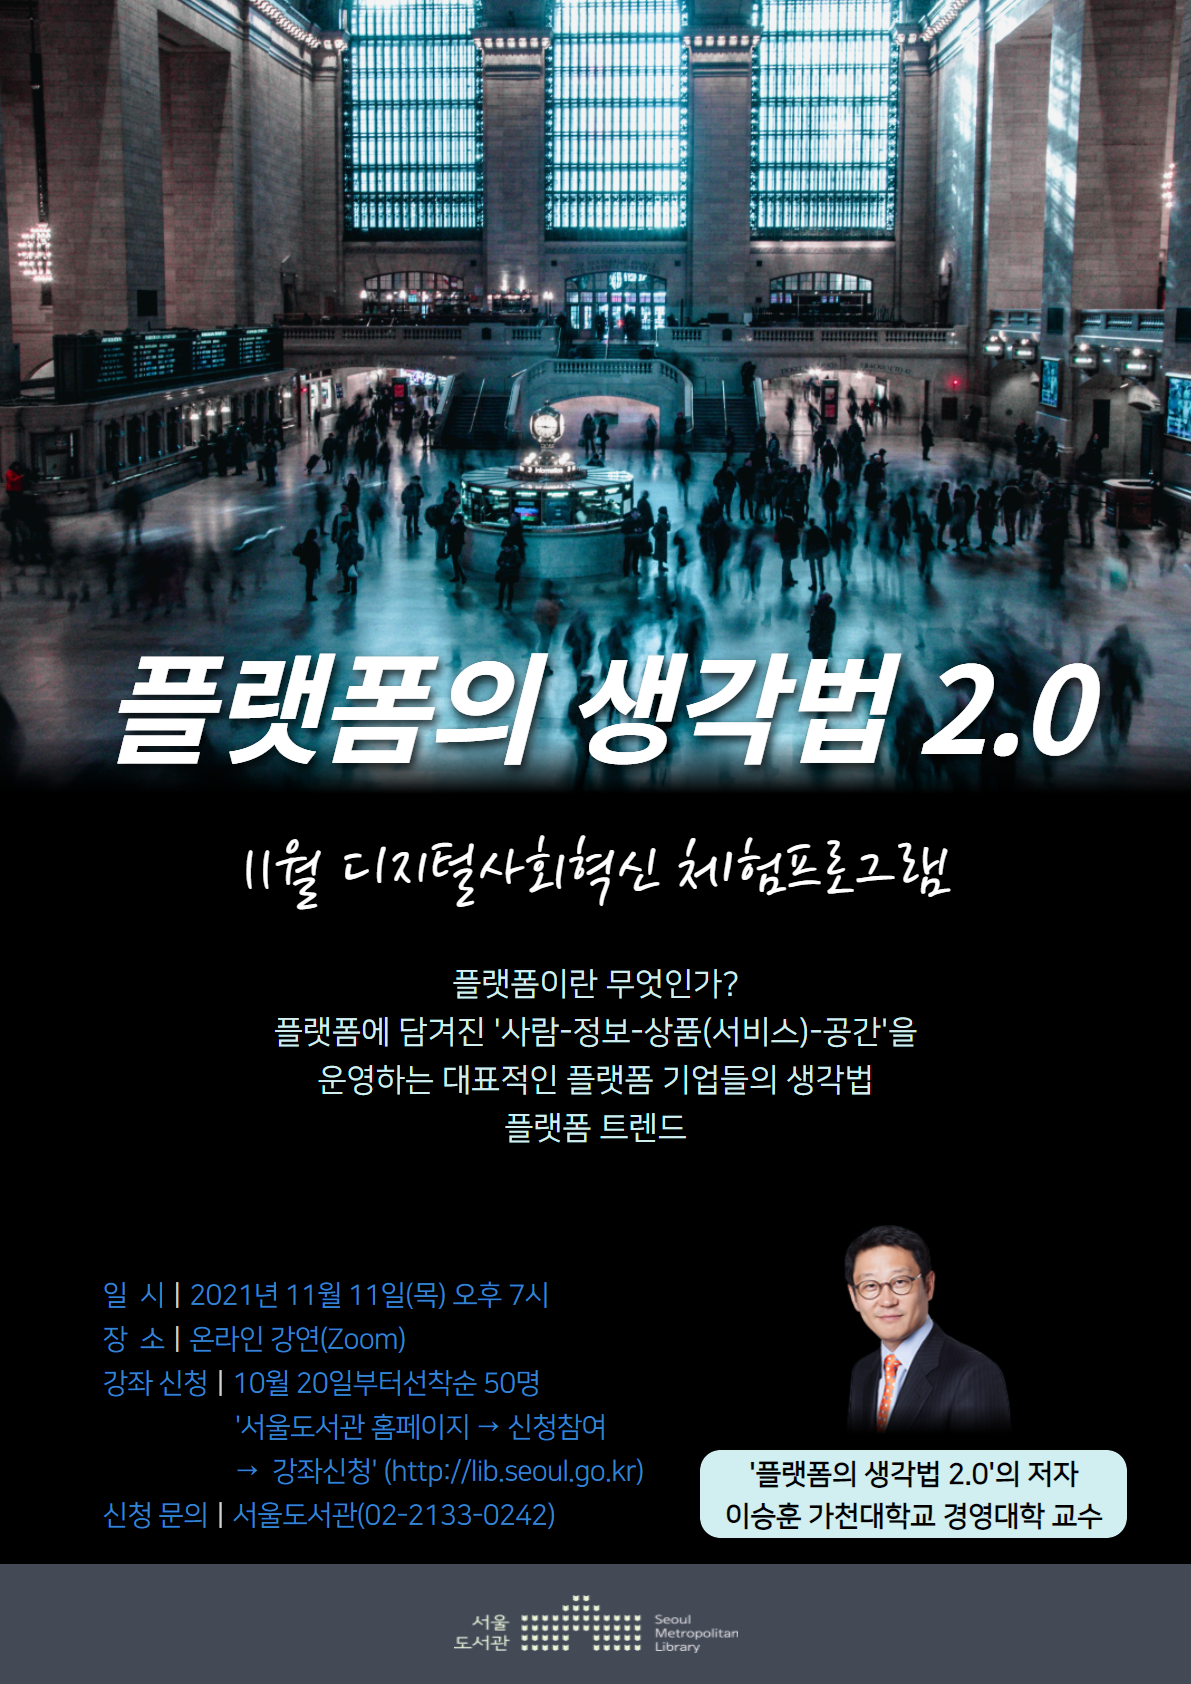 플랫폼의 생각법 2.0
11월 디지털사회혁신 체험프로그램
플랫폼이란 무엇인가?
플랫폼에 담겨진 '사람-정보-상품(서비스)-공간'을
운영하는 대표적인 플랫폼 기업들의 생각법
플랫폼 트렌드
일 시 | 2021년 11월 11일(목) 오후 7시
장 소 | 온라인 강연(Zoom)
강좌 신청 | 10월 20일부터선착순 50명
'서울도서관 홈페이지 → 신청참여
→ 강좌신청' (http://lib.seoul.go.kr)
신청 문의 | 서울도서관(02-2133-0242)
'플랫폼의 생각법 2.0'의 저자
이승훈 가천대학교 경영대학 교수
서울
도서관
Seoul
Metropolitan
Library